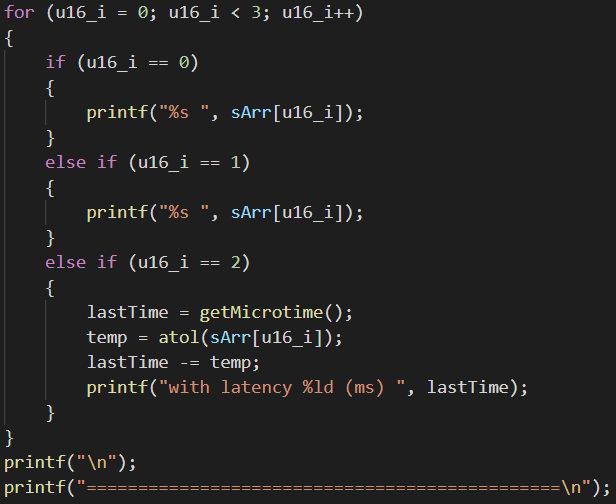 for (u16_i = 0; u16_i < 3; u16_i++)
{
    if (u16_i == 0)
    {
        printf("%s ", sArr[u16_i]);
    }
    else if (u16_i == 1)
    {
        printf("%s ", sArr[u16_i]);
    }
    else if (u16_i == 2)
    {
        lastTime = getMicrotime();
        temp = atol(sArr[u16_i]);
        lastTime -= temp;
        printf("with latency %ld (ms) ", lastTime);
    }
}
printf("\n");
printf("==============================================\n");